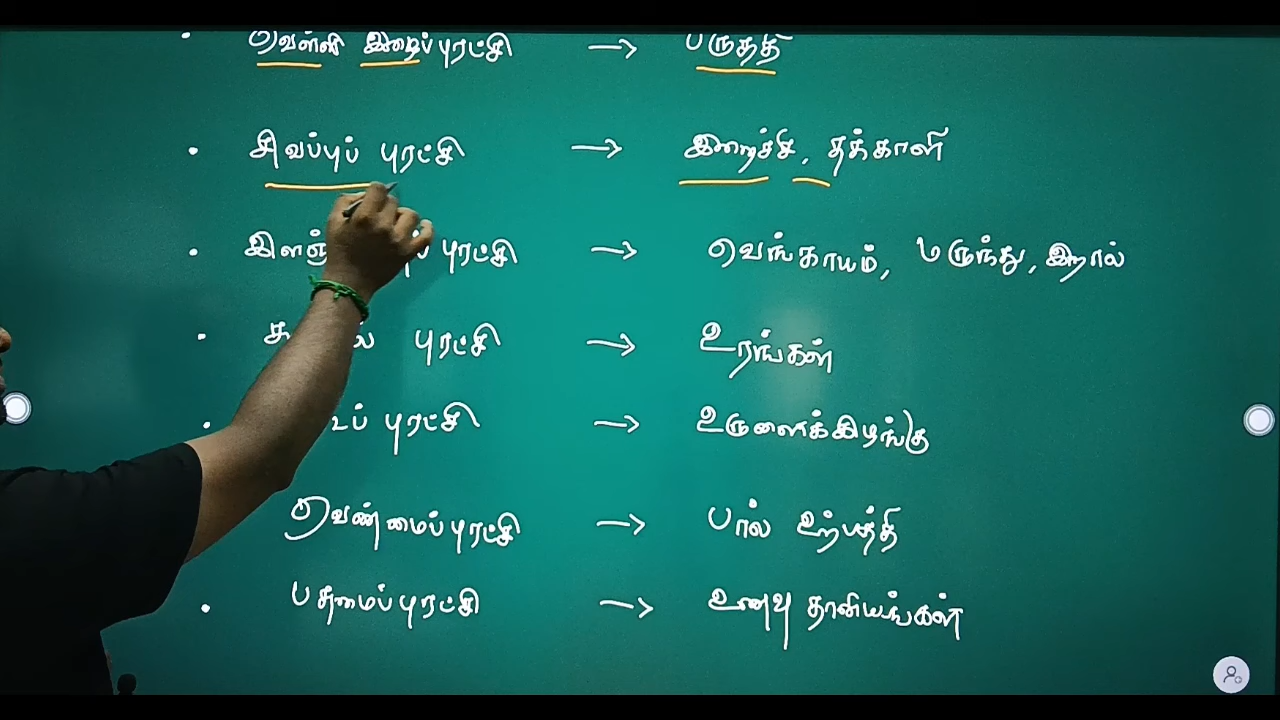 வெள்ளி இழைப்புரட்சி → பருத்தி
• சிவப்புப் புரட்சி → இறைச்சி, தக்காளி
• புரட்சி → வெங்காயம், மருந்து, இறால்
• புரட்சி → உரங்கள்
• புரட்சி → உருளைக்கிழங்கு
வெண்மைப்புரட்சி → பால் உற்பத்தி
• பசுமைப்புரட்சி → உணவு தானியங்கள்